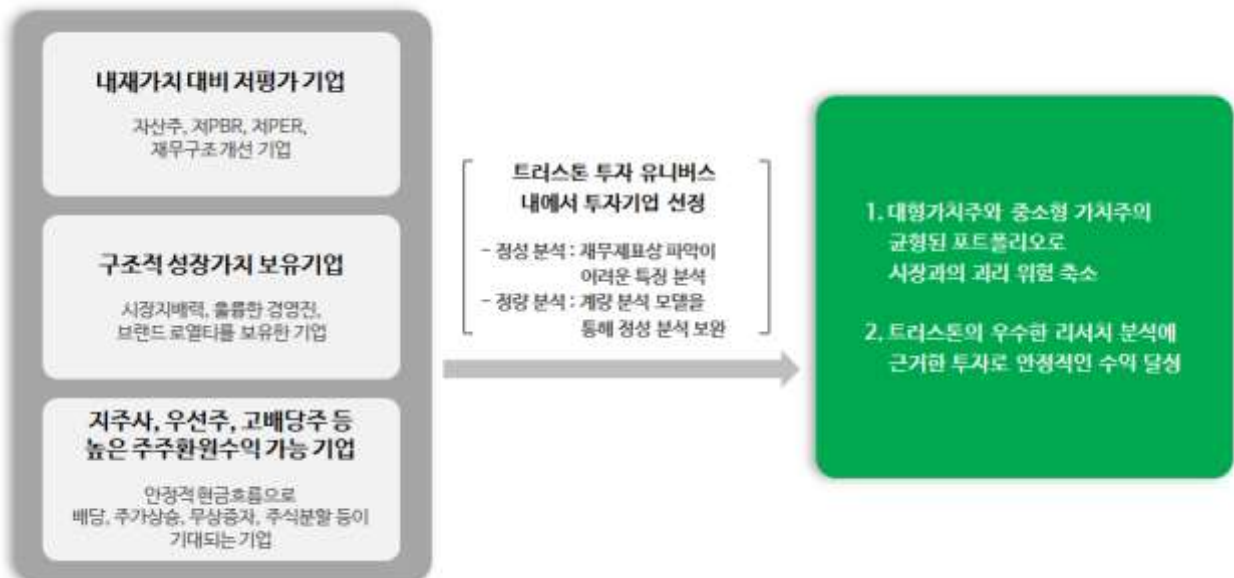 내재가치 대비 저평가 기업
자산주, 저PBR, 저PER,
재무구조 개선 기업
구조적 성장가치 보유기업
시장지배력, 훌륭한 경영진,
브랜드 로열티를 보유한 기업
지주사, 우선주, 고배당주 등
높은 주주환원수익 가능 기업
안정적 현금흐름으로
배당, 주가상승, 무상증자, 주식분할 등이
기대되는 기업
트러스톤 투자 유니버스
내에서 투자기업 선정
- 정성 분석 : 재무제표상 파악이
어려운 특징 분석
- 정량 분석 : 계량 분석 모델을
통해 정성 분석 보완
1. 대형가치주와 중소형 가치주의
균형된 포트폴리오로
시장과의 괴리 위험 축소
2. 트러스톤의 우수한 리서치 분석에
근거한 투자로 안정적인 수익 달성